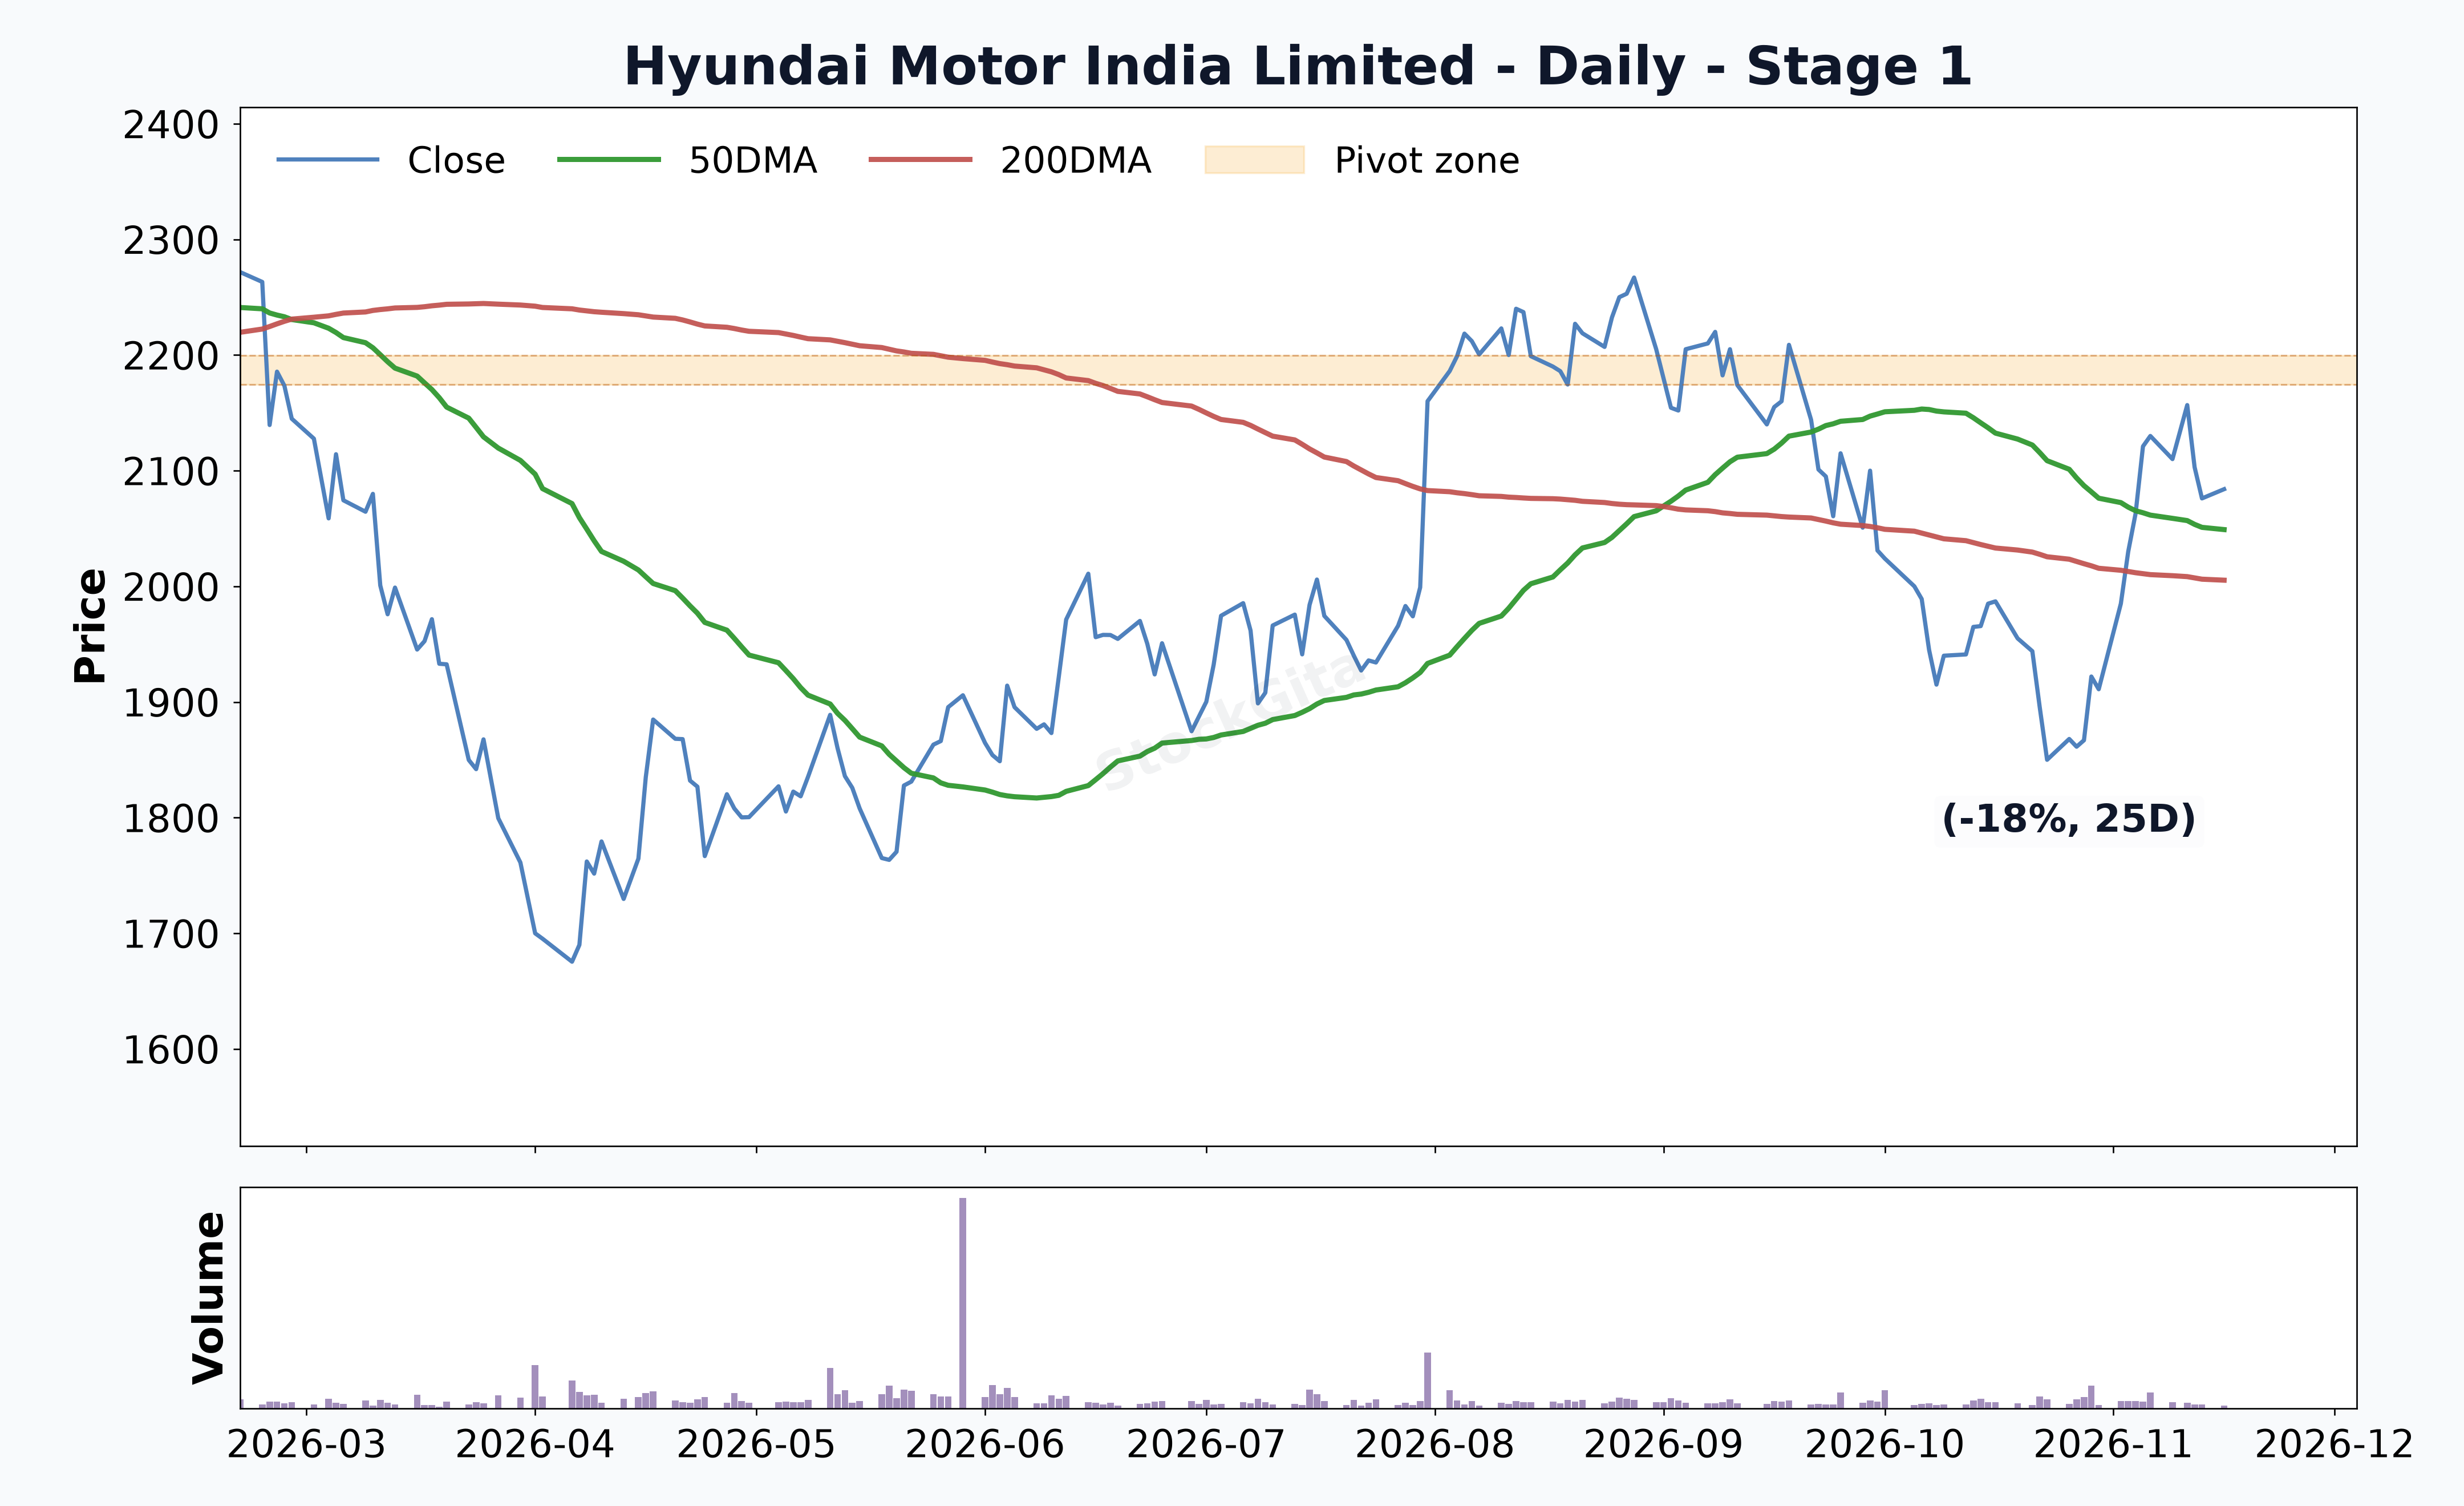 Hyundai Motor India Limited - Daily - Stage 1
Close 50DMA 200DMA Pivot zone
2400
2300
2200
2100
2000
1900
1800
1700
1600
Price
StockGita
(-18%, 25D)
Volume
2026-03 2026-04 2026-05 2026-06 2026-07 2026-08 2026-09 2026-10 2026-11 2026-12